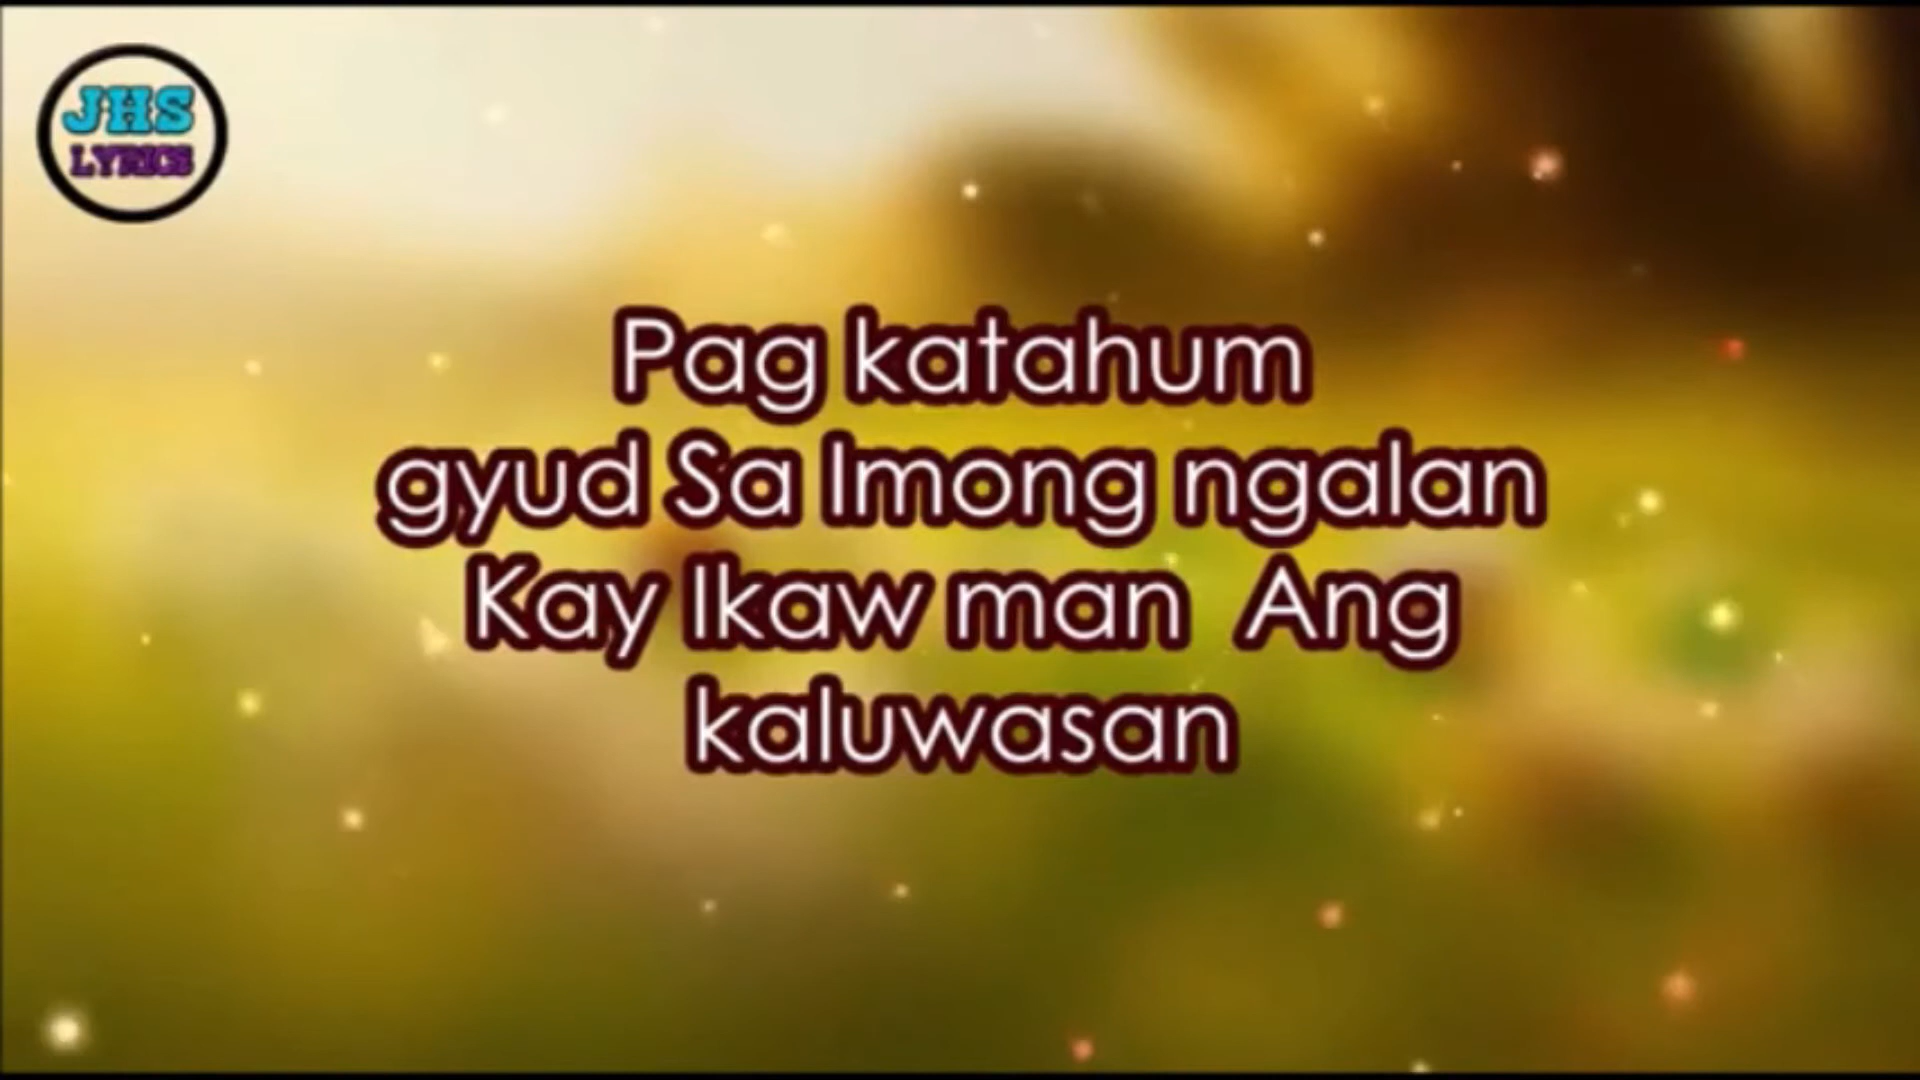 JHS
LYRICS
Pag katahum
gyud Sa Imong ngalan
Kay Ikaw man  Ang
kaluwasan